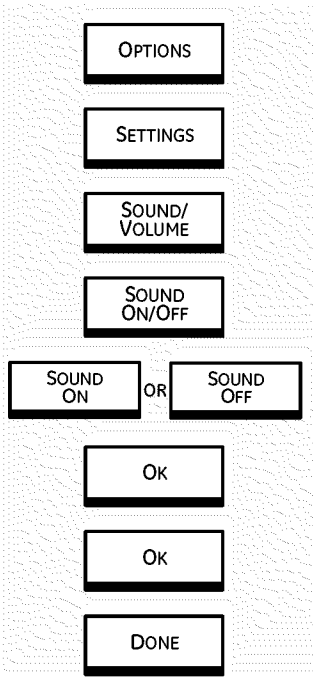 OPTIONS
SETTINGS
SOUND/
VOLUME
SOUND
ON/OFF
SOUND
ON
OR
SOUND
OFF
OK
OK
DONE